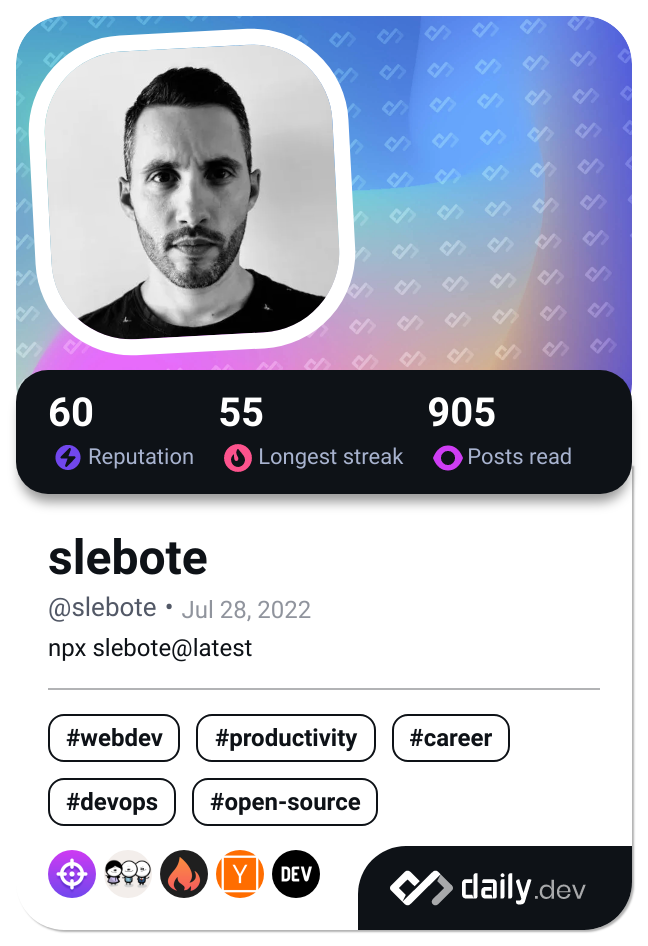 60 55 905
Reputation Longest streak Posts read
slebote
@slebote • Jul 28, 2022
npx slebote@latest
#webdev #productivity #career
#devops #open-source
Y DEV
daily.dev